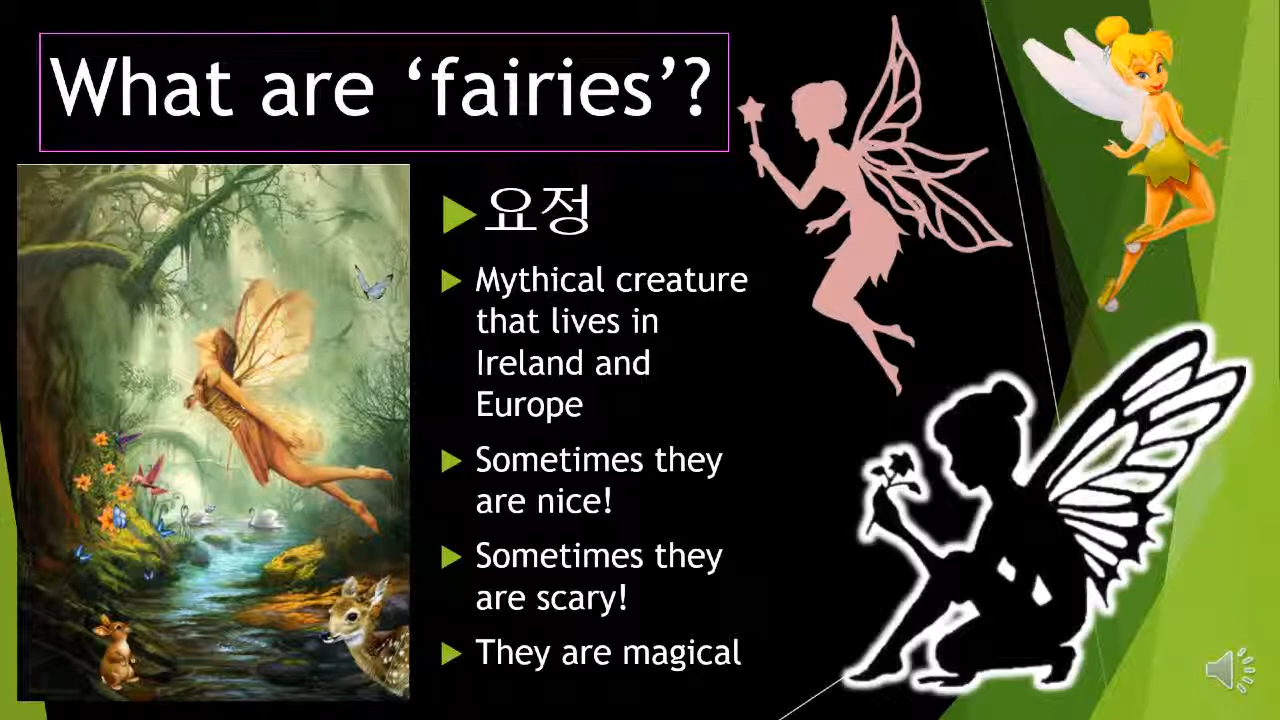 What are ‘fairies’?
요정
Mythical creature
that lives in
Ireland and
Europe
Sometimes they
are nice!
Sometimes they
are scary!
They are magical